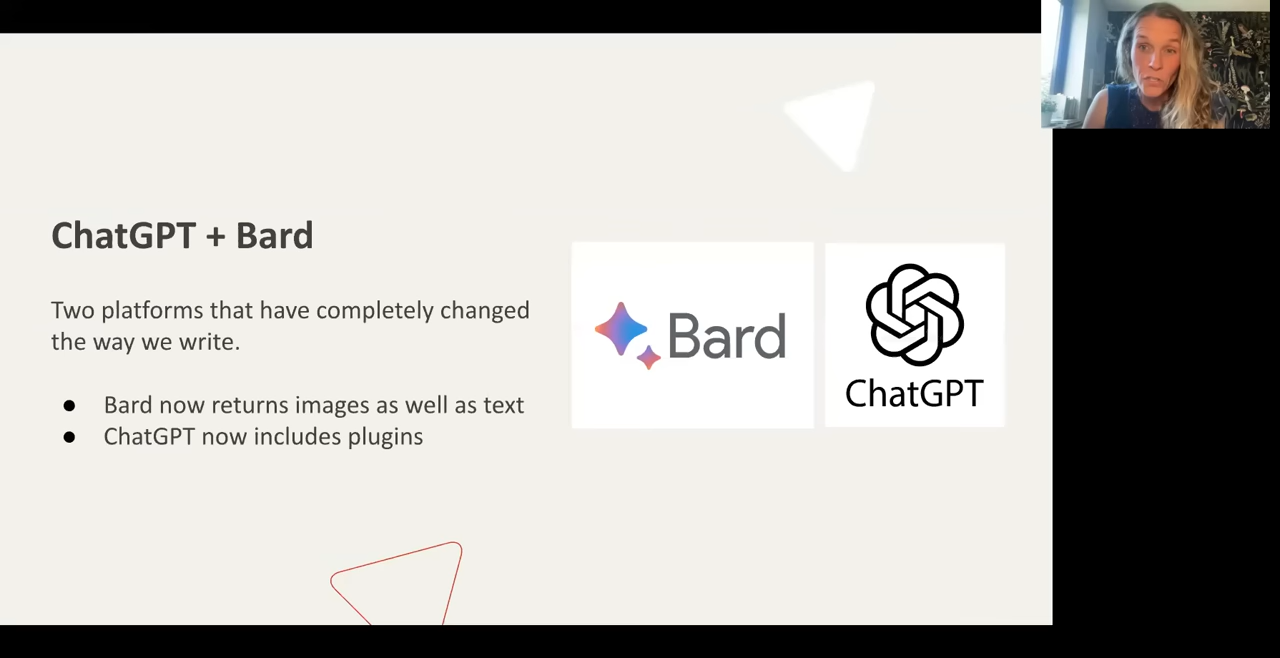 ChatGPT + Bard
Two platforms that have completely changed
the way we write.
● Bard now returns images as well as text
● ChatGPT now includes plugins
Bard
ChatGPT